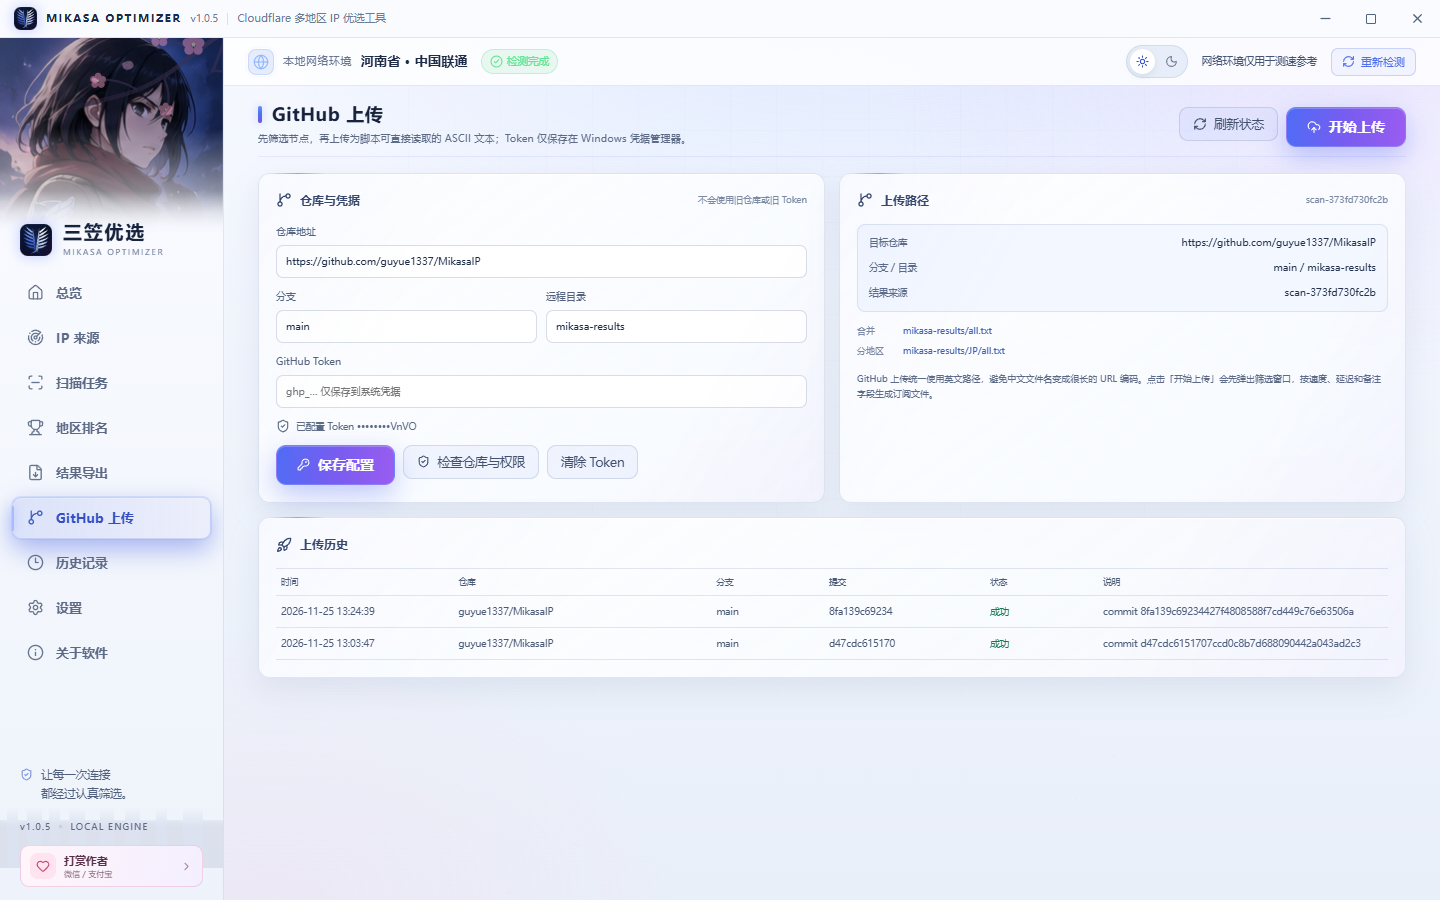 MIKASA OPTIMIZER v1.0.5 Cloudflare 多地区 IP 优选工具
本地网络环境 河南省 • 中国联通 检测完成 网络环境仅用于测速参考 重新检测
三笠优选
MIKASA OPTIMIZER
总览
IP 来源
扫描任务
地区排名
结果导出
GitHub 上传
历史记录
设置
关于软件
让每一次连接
都经过认真筛选。
v1.0.5 · LOCAL ENGINE
打赏作者
微信 / 支付宝
GitHub 上传
先筛选节点，再上传为脚本可直接读取的 ASCII 文本；Token 仅保存在 Windows 凭据管理器。
刷新状态
开始上传
仓库与凭据 不会使用旧仓库或旧 Token
仓库地址
https://github.com/guyue1337/MikasaIP
分支 远程目录
main mikasa-results
GitHub Token
ghp_... 仅保存到系统凭据
已配置 Token ••••••••VnVO
保存配置 检查仓库与权限 清除 Token
上传路径 scan-373fd730fc2b
目标仓库 https://github.com/guyue1337/MikasaIP
分支 / 目录 main / mikasa-results
结果来源 scan-373fd730fc2b
合并 mikasa-results/all.txt
分地区 mikasa-results/JP/all.txt
GitHub 上传统一使用英文路径，避免中文文件名变成很长的 URL 编码。点击「开始上传」会先弹出筛选窗口，按速度、延迟和备注
字段生成订阅文件。
上传历史
时间 仓库 分支 提交 状态 说明
2026-11-25 13:24:39 guyue1337/MikasaIP main 8fa139c69234 成功 commit 8fa139c69234427f4808588f7cd449c76e63506a
2026-11-25 13:03:47 guyue1337/MikasaIP main d47cdc615170 成功 commit d47cdc6151707ccd0c8b7d688090442a043ad2c3